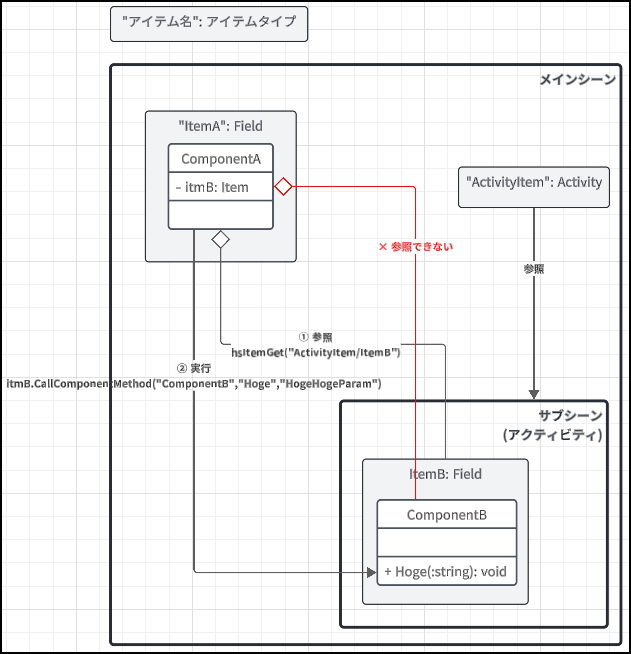 "アイテム名": アイテムタイプ
メインシーン
"ItemA": Field
ComponentA
- itmB: Item
"ActivityItem": Activity
× 参照できない
参照
① 参照
hsItemGet("ActivityItem/ItemB")
② 実行
itmB.CallComponentMethod("ComponentB","Hoge","HogeHogeParam")
サブシーン
(アクティビティ)
ItemB: Field
ComponentB
+ Hoge(:string): void